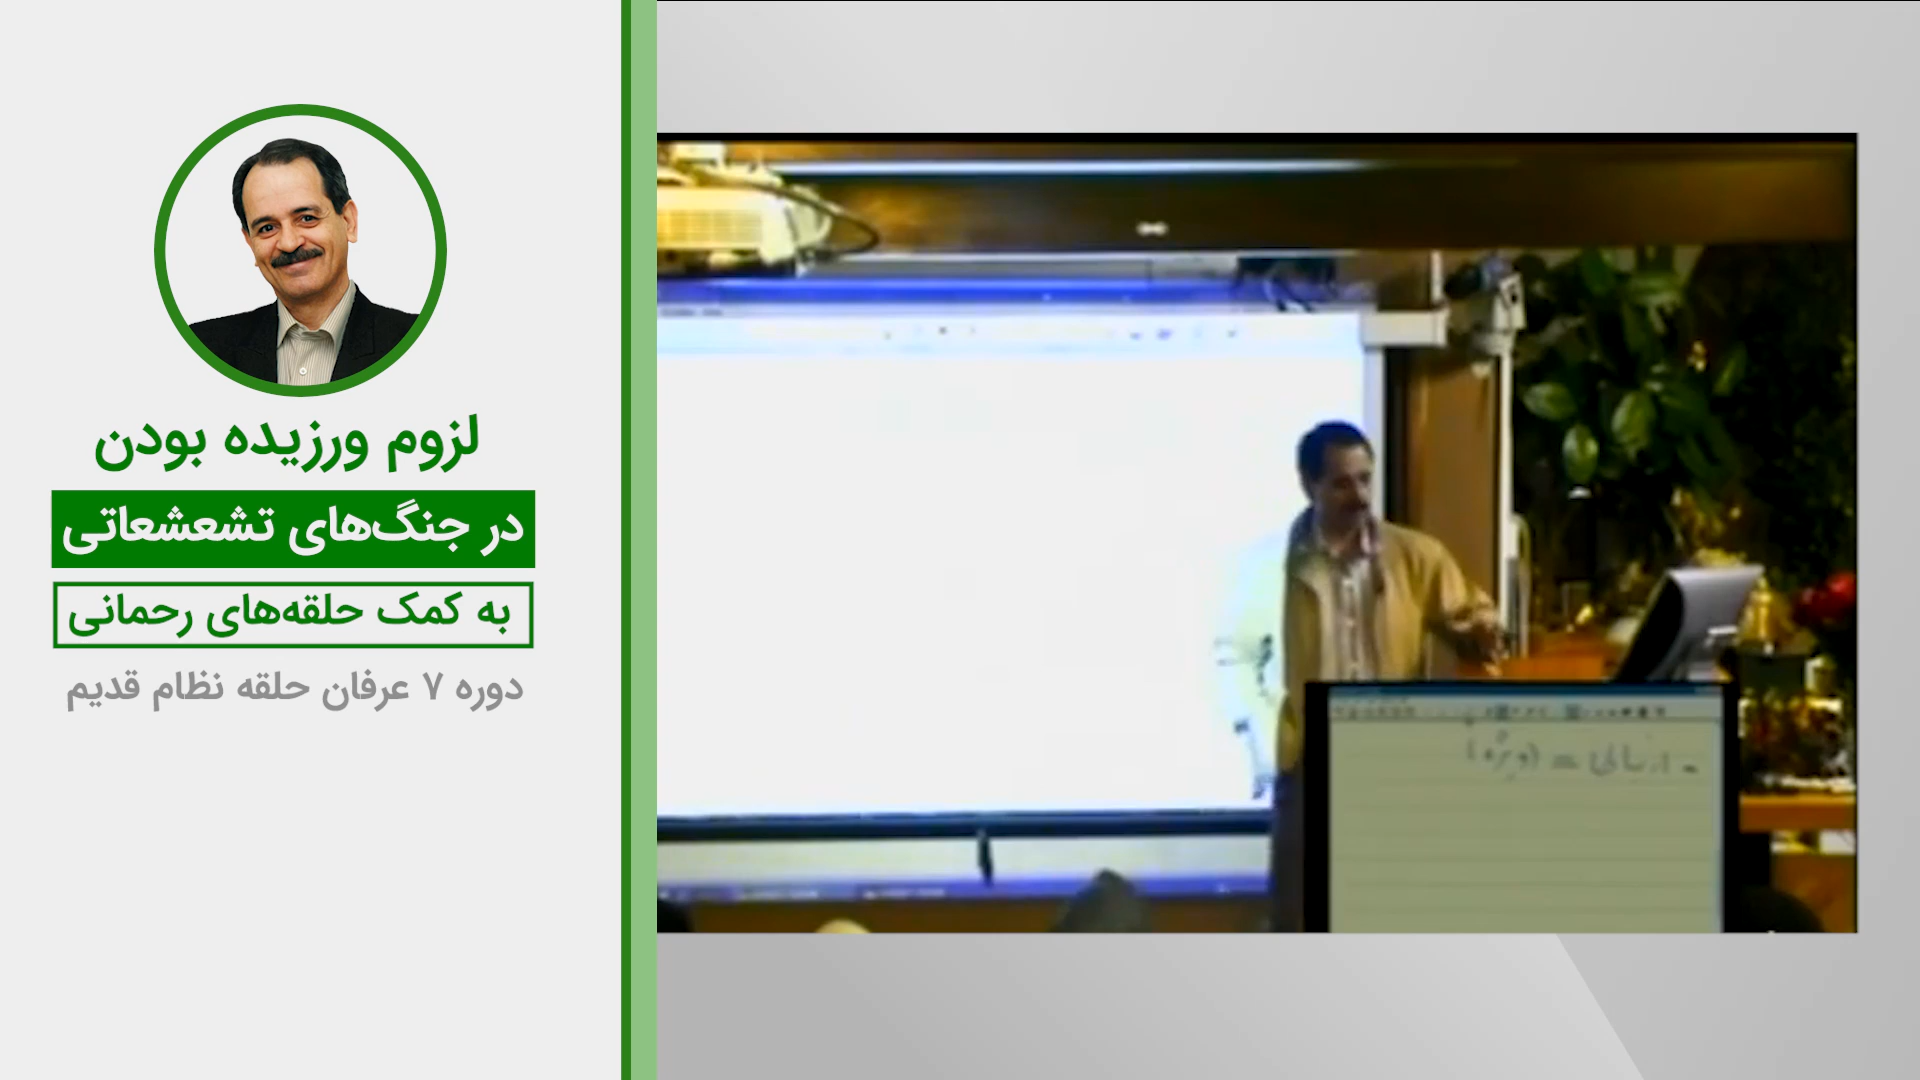 لزوم ورزیده بودن
در جنگ‌های تشعشعاتی
به کمک حلقه‌های رحمانی
دوره ۷ عرفان حلقه نظام قدیم